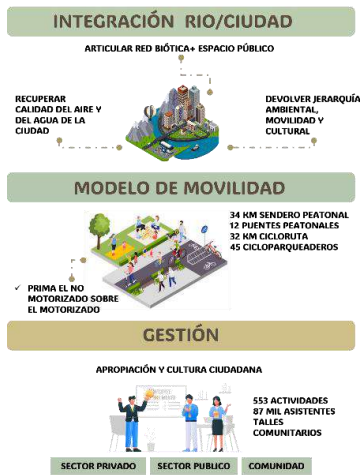 INTEGRACIÓN RIO/CIUDAD
ARTICULAR RED BIÓTICA+ ESPACIO PÚBLICO
RECUPERAR
CALIDAD DEL AIRE Y
DEL AGUA DE LA
CIUDAD
DEVOLVER JERARQUÍA
AMBIENTAL,
MOVILIDAD Y
CULTURAL
MODELO DE MOVILIDAD
34 KM SENDERO PEATONAL
12 PUENTES PEATONALES
32 KM CICLORUTA
45 CICLOPARQUEADEROS
✓ PRIMA EL NO
MOTORIZADO SOBRE
EL MOTORIZADO
GESTIÓN
APROPIACIÓN Y CULTURA CIUDADANA
553 ACTIVIDADES
87 MIL ASISTENTES
TALLES
COMUNITARIOS
SECTOR PRIVADO
SECTOR PUBLICO
COMUNIDAD